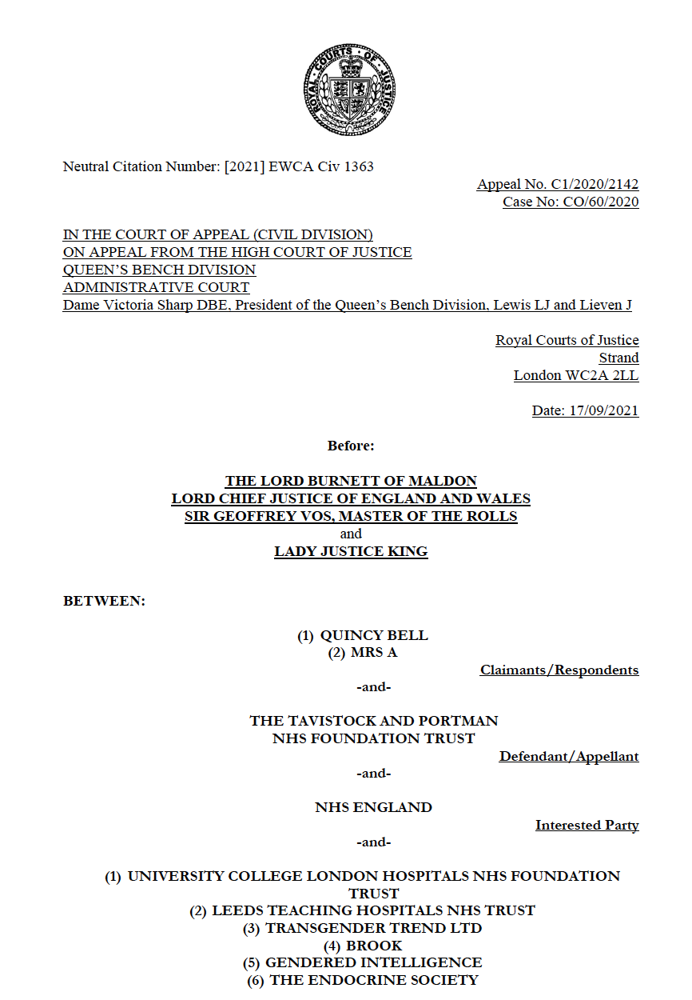 ROYAL · COURTS · OF · JUSTICE
Neutral Citation Number: [2021] EWCA Civ 1363
Appeal No. C1/2020/2142
Case No: CO/60/2020
IN THE COURT OF APPEAL (CIVIL DIVISION)
ON APPEAL FROM THE HIGH COURT OF JUSTICE
QUEEN’S BENCH DIVISION
ADMINISTRATIVE COURT
Dame Victoria Sharp DBE, President of the Queen’s Bench Division, Lewis LJ and Lieven J
Royal Courts of Justice
Strand
London WC2A 2LL
Date: 17/09/2021
Before:
THE LORD BURNETT OF MALDON
LORD CHIEF JUSTICE OF ENGLAND AND WALES
SIR GEOFFREY VOS, MASTER OF THE ROLLS
and
LADY JUSTICE KING
BETWEEN:
(1) QUINCY BELL
(2) MRS A
Claimants/Respondents
-and-
THE TAVISTOCK AND PORTMAN
NHS FOUNDATION TRUST
Defendant/Appellant
-and-
NHS ENGLAND
Interested Party
-and-
(1) UNIVERSITY COLLEGE LONDON HOSPITALS NHS FOUNDATION
TRUST
(2) LEEDS TEACHING HOSPITALS NHS TRUST
(3) TRANSGENDER TREND LTD
(4) BROOK
(5) GENDERED INTELLIGENCE
(6) THE ENDOCRINE SOCIETY